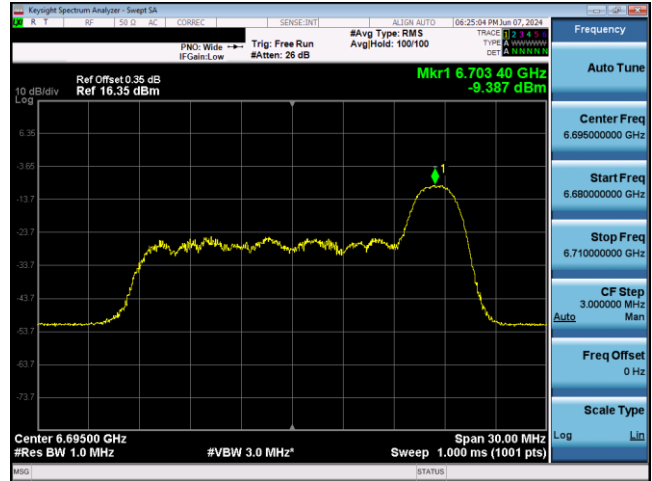 Keysight Spectrum Analyzer - Swept SA
LXI R T RF 50 Ω AC CORREC SENSE:INT ALIGN AUTO 06:25:04 PM Jun 07, 2024
#Avg Type: RMS
TRACE 1 2 3 4 5 6
PNO: Wide
Trig: Free Run
Avg|Hold: 100/100
TYPE A WWWWW
IFGain:Low
#Atten: 26 dB
DET A N N N N N
Ref Offset 0.35 dB
Mkr1 6.703 40 GHz
10 dB/div Ref 16.35 dBm
-9.387 dBm
Log
6.35
-3.65
1
-13.7
-23.7
-33.7
-43.7
-53.7
-63.7
-73.7
Center 6.69500 GHz
Span 30.00 MHz
#Res BW 1.0 MHz
#VBW 3.0 MHz*
Sweep 1.000 ms (1001 pts)
MSG
STATUS
Frequency
Auto Tune
Center Freq
6.695000000 GHz
Start Freq
6.680000000 GHz
Stop Freq
6.710000000 GHz
CF Step
3.000000 MHz
Auto Man
Freq Offset
0 Hz
Scale Type
Log Lin